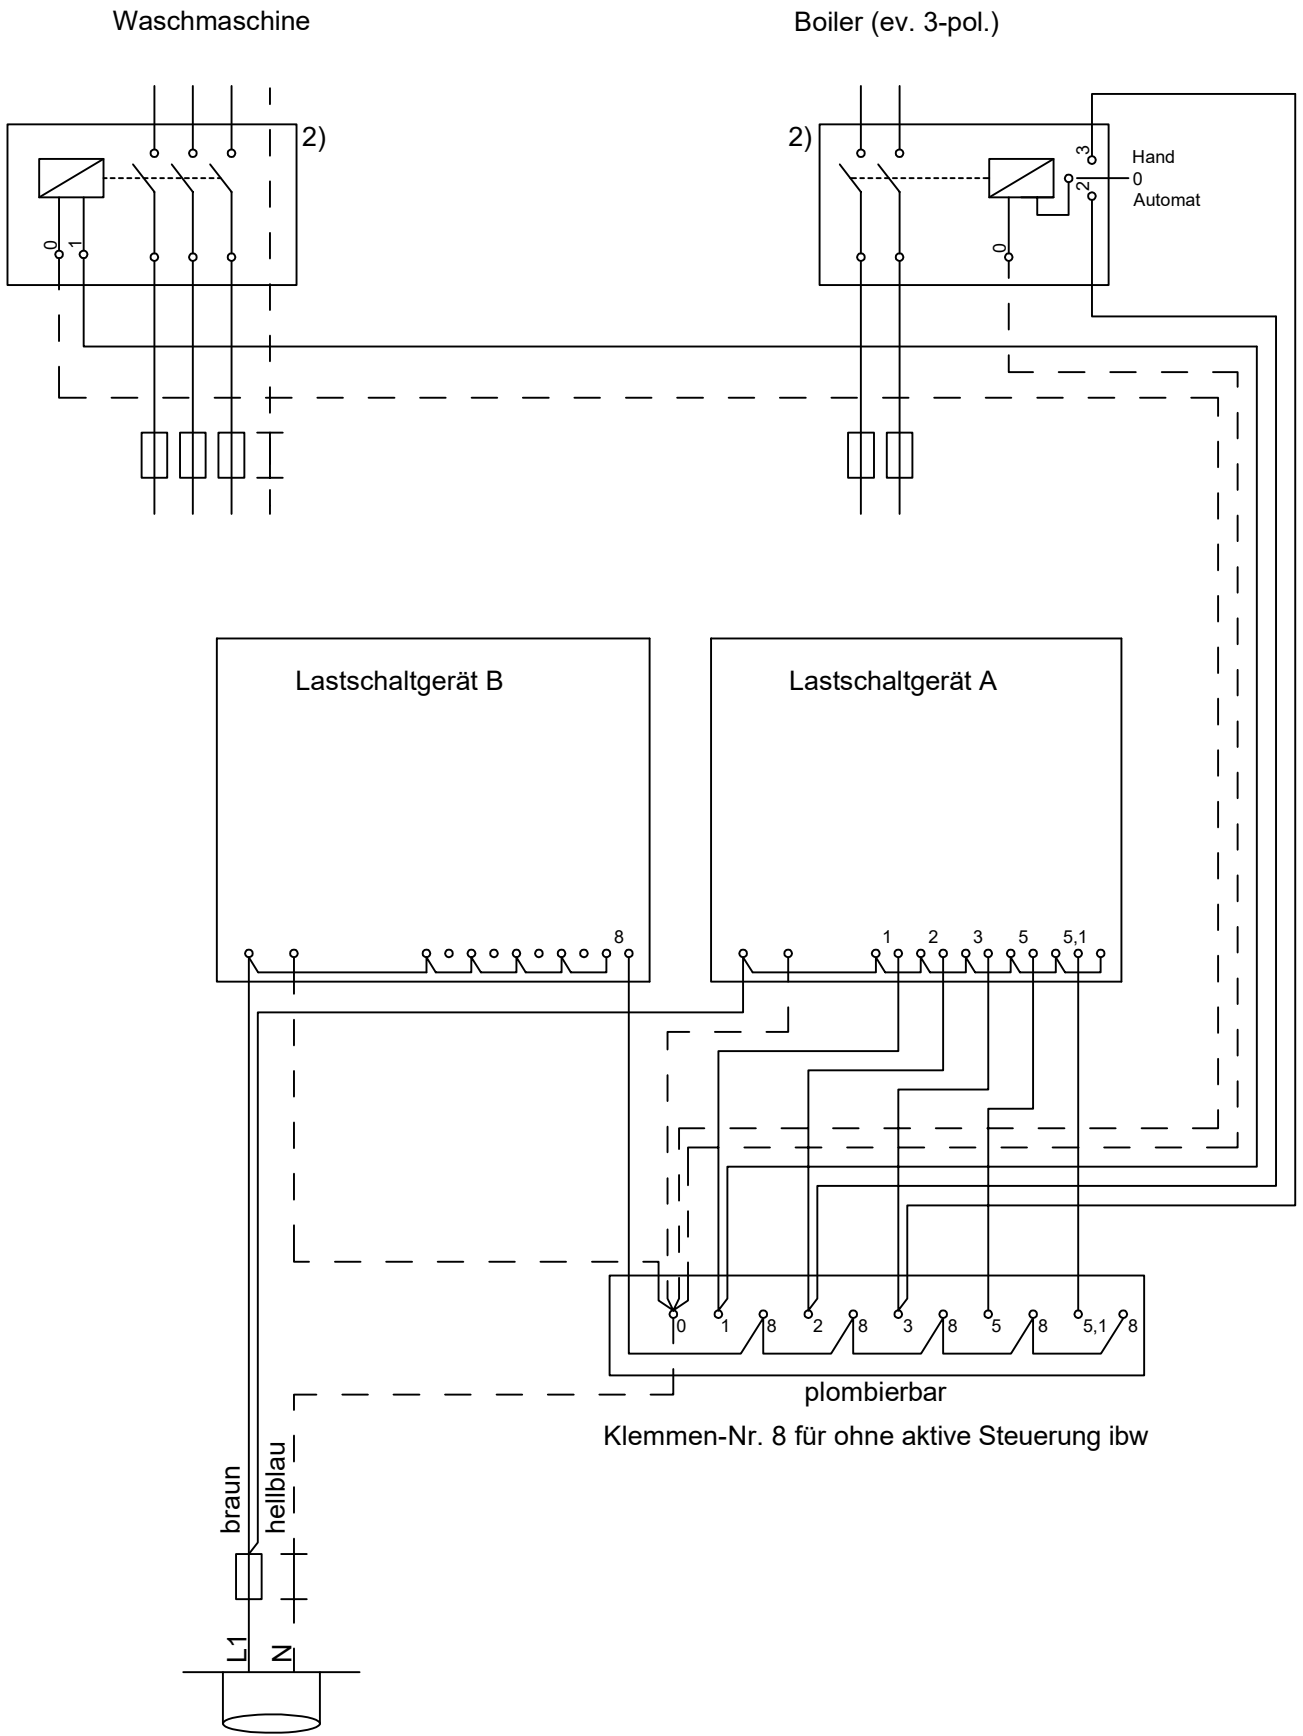 Waschmaschine
Boiler (ev. 3-pol.)
2)
2)
0
1
0
3
2
Hand
0
Automat
Lastschaltgerät B
Lastschaltgerät A
8
1
2
3
5
5,1
0
1
8
2
8
3
8
5
8
5,1
8
plombierbar
Klemmen-Nr. 8 für ohne aktive Steuerung ibw
braun
hellblau
L1
N